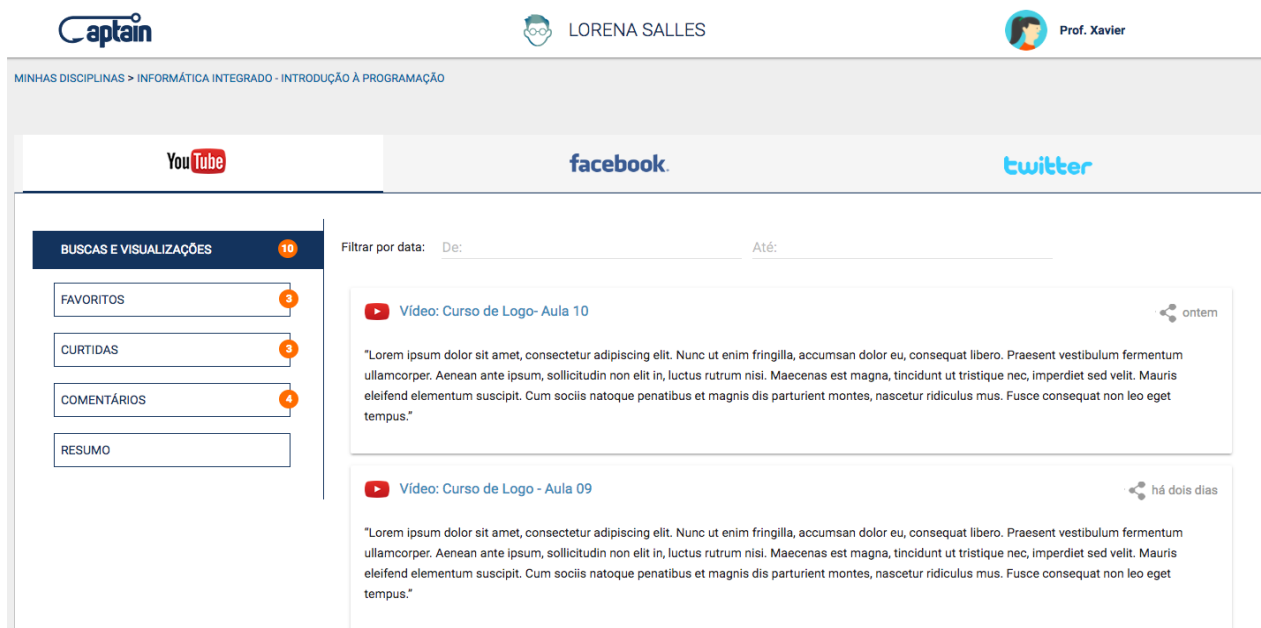 Captain
LORENA SALLES
Prof. Xavier
MINHAS DISCIPLINAS > INFORMÁTICA INTEGRADO - INTRODUÇÃO À PROGRAMAÇÃO
YouTube
facebook.
twitter
BUSCAS E VISUALIZAÇÕES 10
FAVORITOS 3
CURTIDAS 3
COMENTÁRIOS 4
RESUMO
Filtrar por data: De: Até:
Vídeo: Curso de Logo- Aula 10 ontem
"Lorem ipsum dolor sit amet, consectetur adipiscing elit. Nunc ut enim fringilla, accumsan dolor eu, consequat libero. Praesent vestibulum fermentum
ullamcorper. Aenean ante ipsum, sollicitudin non elit in, luctus rutrum nisi. Maecenas est magna, tincidunt ut tristique nec, imperdiet sed velit. Mauris
eleifend elementum suscipit. Cum sociis natoque penatibus et magnis dis parturient montes, nascetur ridiculus mus. Fusce consequat non leo eget
tempus."
Vídeo: Curso de Logo - Aula 09 há dois dias
"Lorem ipsum dolor sit amet, consectetur adipiscing elit. Nunc ut enim fringilla, accumsan dolor eu, consequat libero. Praesent vestibulum fermentum
ullamcorper. Aenean ante ipsum, sollicitudin non elit in, luctus rutrum nisi. Maecenas est magna, tincidunt ut tristique nec, imperdiet sed velit. Mauris
eleifend elementum suscipit. Cum sociis natoque penatibus et magnis dis parturient montes, nascetur ridiculus mus. Fusce consequat non leo eget
tempus."